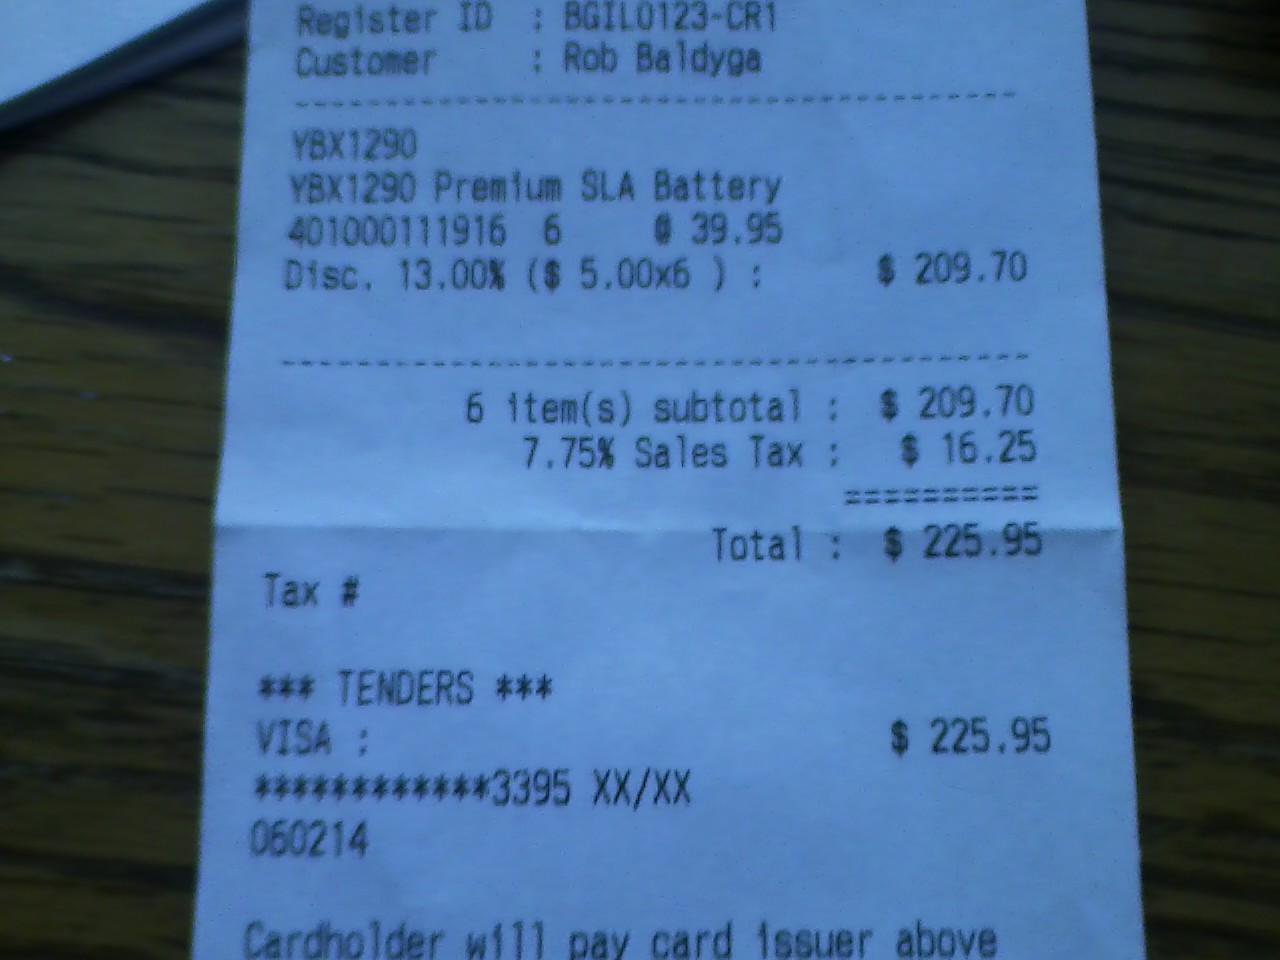 Register ID : BGIL0123-CR1
Customer : Rob Baldyga
----------------------------------------
YBX1290
YBX1290 Premium SLA Battery
401000111916 6 @ 39.95
Disc. 13.00% ($ 5.00x6 ) : $ 209.70
----------------------------------------
6 item(s) subtotal : $ 209.70
7.75% Sales Tax : $ 16.25
==========
Total : $ 225.95
Tax #
*** TENDERS ***
VISA : $ 225.95
************3395 XX/XX
060214
Cardholder will pay card issuer above